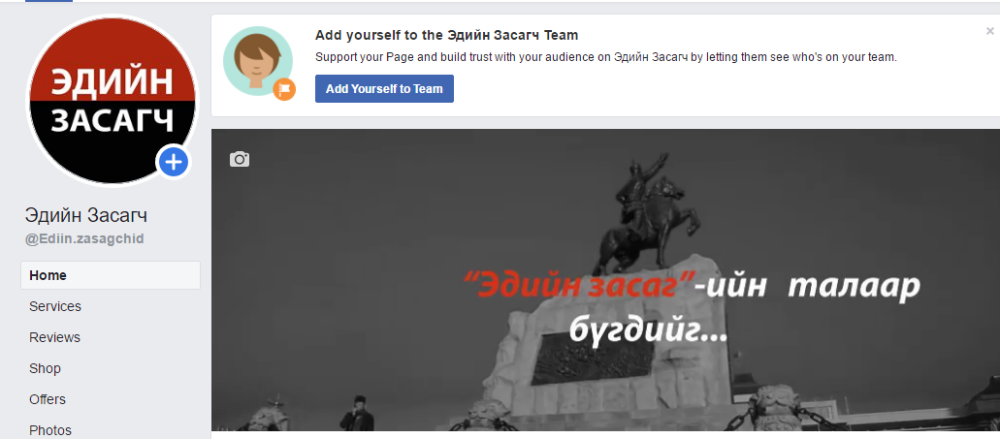 ЭДИЙН
ЗАСАГЧ
Эдийн Засагч
@Ediin.zasagchid
Home
Services
Reviews
Shop
Offers
Photos
Add yourself to the Эдийн Засагч Team
Support your Page and build trust with your audience on Эдийн Засагч by letting them see who's on your team.
Add Yourself to Team
“Эдийн засаг”-ийн талаар
бүгдийг...